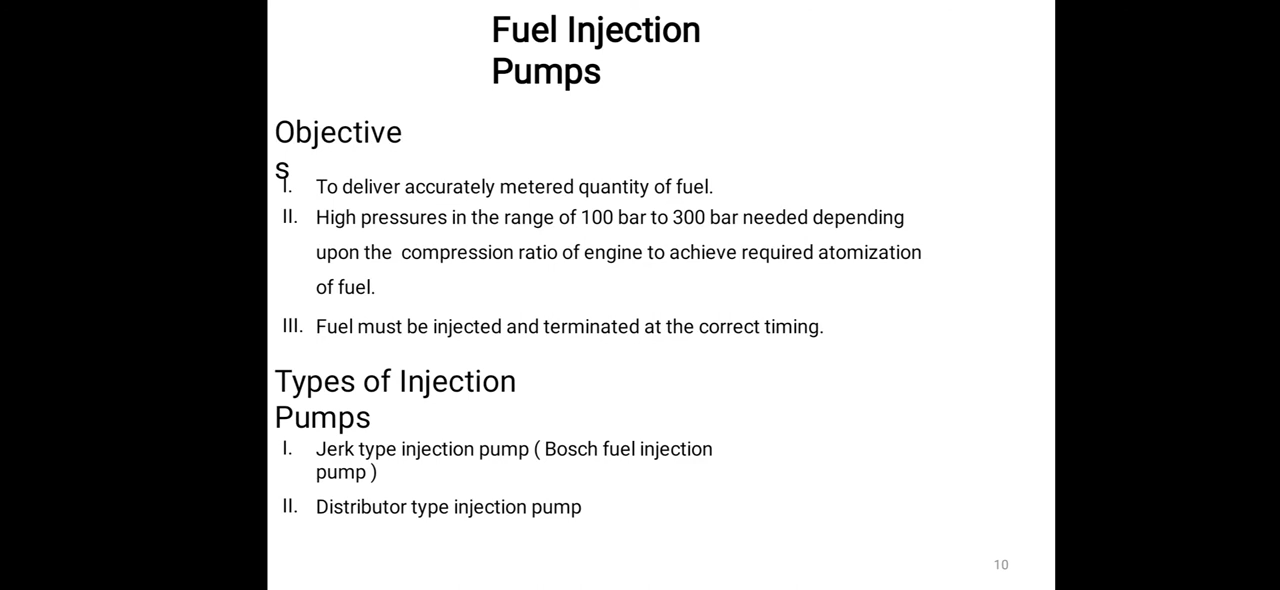 Fuel Injection
Pumps
Objective
s
I. To deliver accurately metered quantity of fuel.
II. High pressures in the range of 100 bar to 300 bar needed depending
upon the compression ratio of engine to achieve required atomization
of fuel.
III. Fuel must be injected and terminated at the correct timing.
Types of Injection
Pumps
I. Jerk type injection pump ( Bosch fuel injection
pump )
II. Distributor type injection pump
10